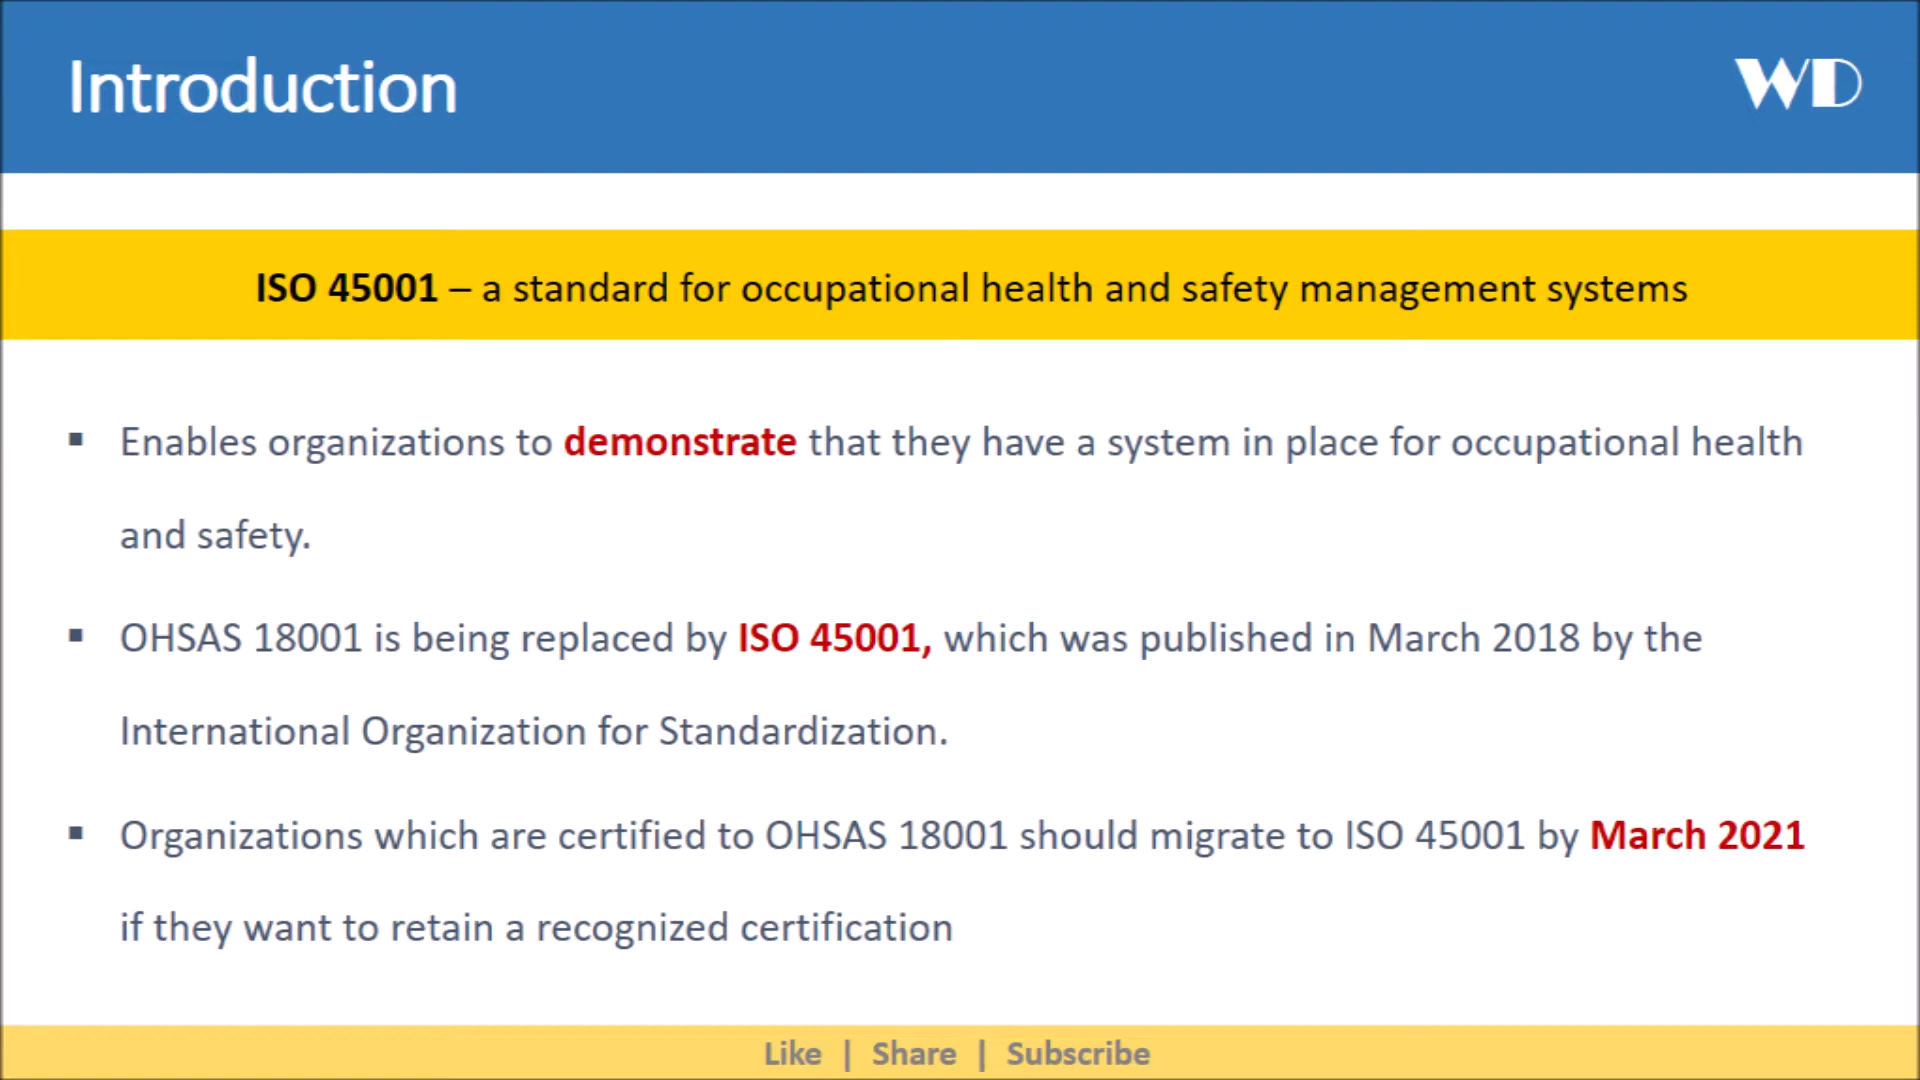 Introduction
WD
ISO 45001 – a standard for occupational health and safety management systems
▪ Enables organizations to demonstrate that they have a system in place for occupational health
and safety.
▪ OHSAS 18001 is being replaced by ISO 45001, which was published in March 2018 by the
International Organization for Standardization.
▪ Organizations which are certified to OHSAS 18001 should migrate to ISO 45001 by March 2021
if they want to retain a recognized certification
Like | Share | Subscribe